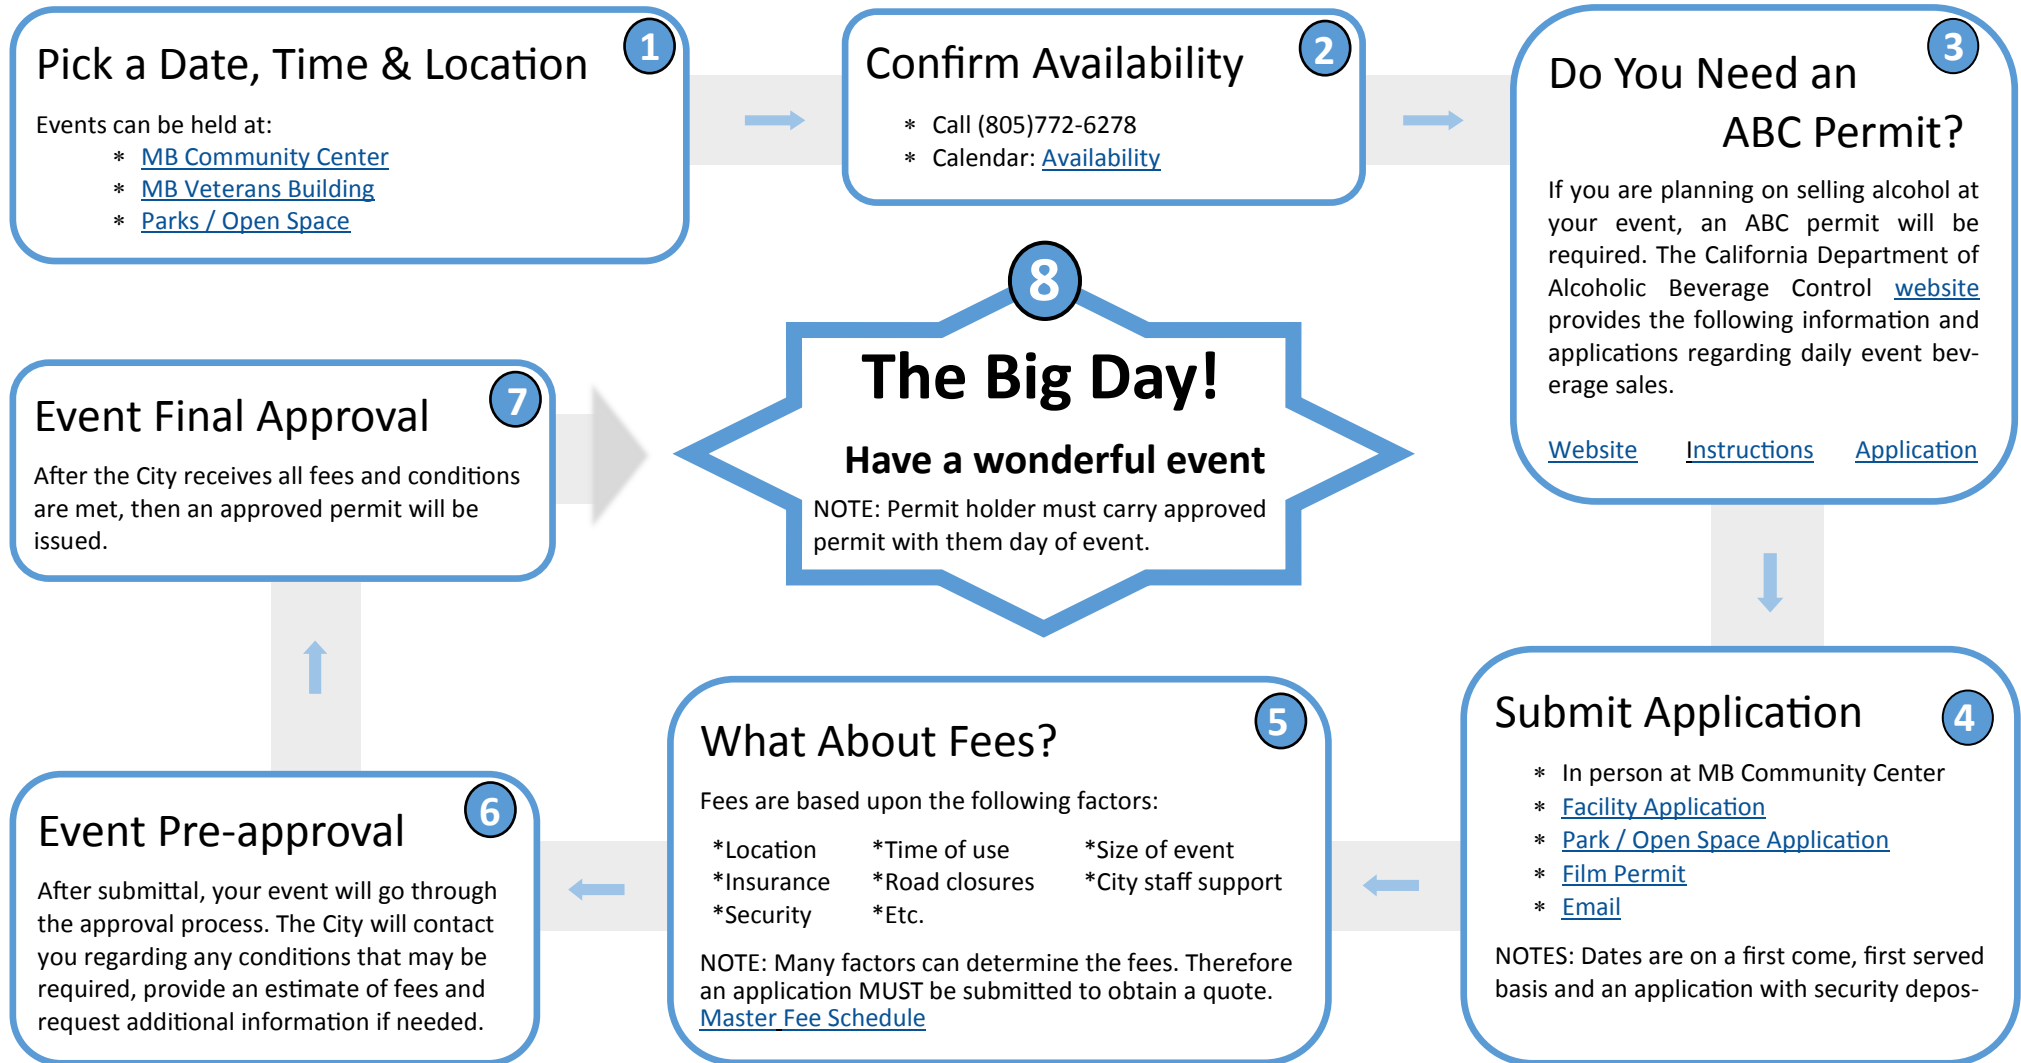 1
Pick a Date, Time & Location
Events can be held at:
* MB Community Center
* MB Veterans Building
* Parks / Open Space
2
Confirm Availability
* Call (805)772-6278
* Calendar: Availability
3
Do You Need an
ABC Permit?
If you are planning on selling alcohol at
your event, an ABC permit will be
required. The California Department of
Alcoholic Beverage Control website
provides the following information and
applications regarding daily event bev-
erage sales.
Website Instructions Application
4
Submit Application
* In person at MB Community Center
* Facility Application
* Park / Open Space Application
* Film Permit
* Email
NOTES: Dates are on a first come, first served
basis and an application with security depos-
5
What About Fees?
Fees are based upon the following factors:
*Location *Time of use *Size of event
*Insurance *Road closures *City staff support
*Security *Etc.
NOTE: Many factors can determine the fees. Therefore
an application MUST be submitted to obtain a quote.
Master Fee Schedule
6
Event Pre-approval
After submittal, your event will go through
the approval process. The City will contact
you regarding any conditions that may be
required, provide an estimate of fees and
request additional information if needed.
7
Event Final Approval
After the City receives all fees and conditions
are met, then an approved permit will be
issued.
8
The Big Day!
Have a wonderful event
NOTE: Permit holder must carry approved
permit with them day of event.